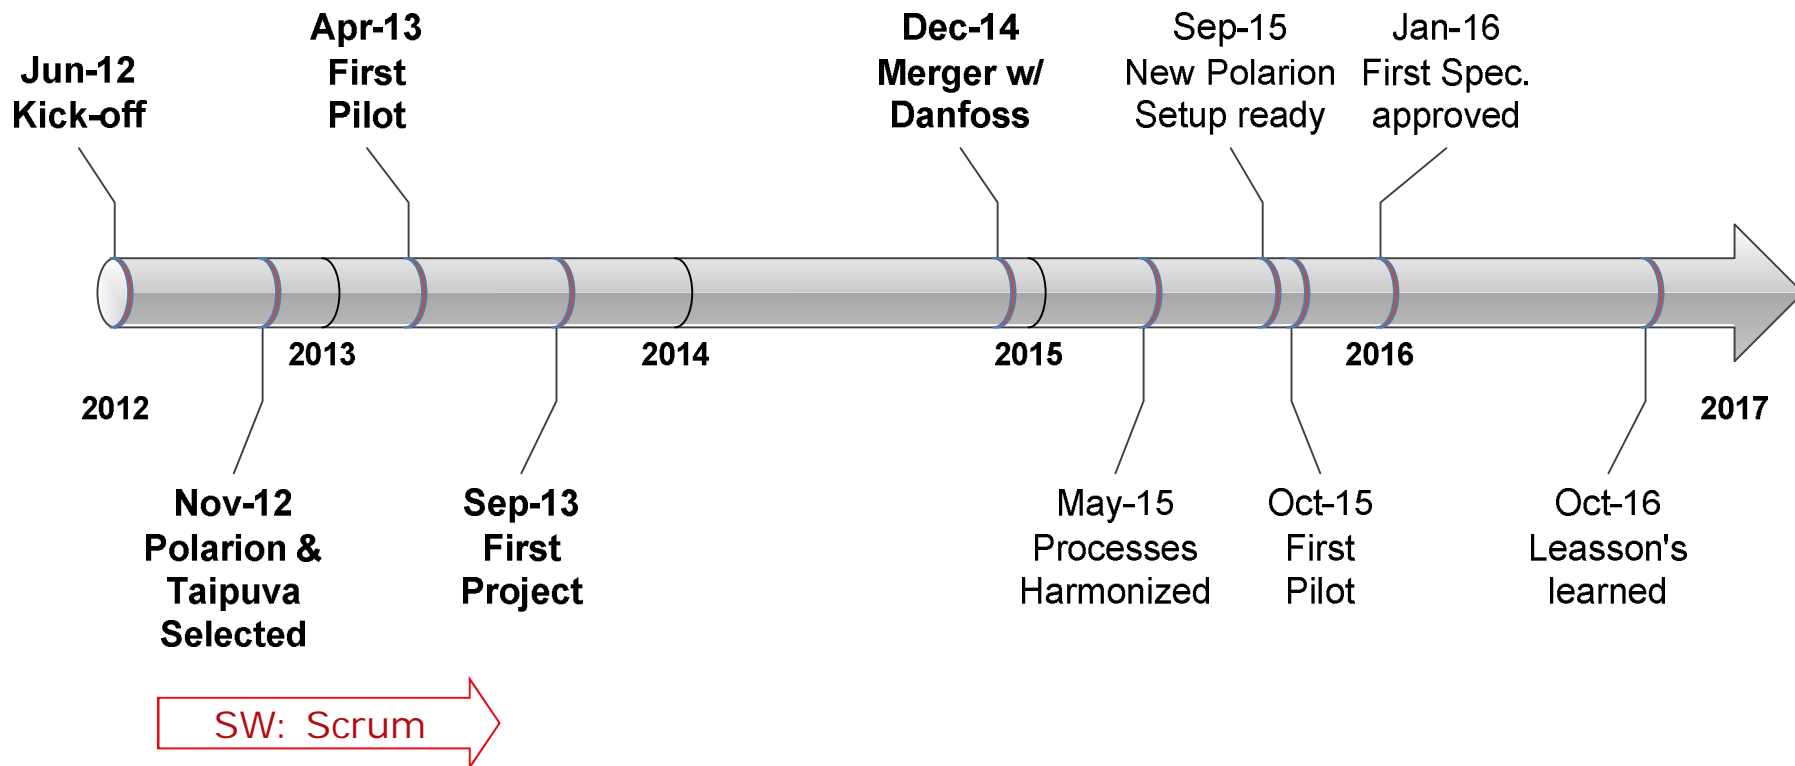 Jun-12
Kick-off
Apr-13
First
Pilot
Dec-14
Merger w/
Danfoss
Sep-15
New Polarion
Setup ready
Jan-16
First Spec.
approved
2012
2013
2014
2015
2016
2017
Nov-12
Polarion &
Taipuva
Selected
Sep-13
First
Project
May-15
Processes
Harmonized
Oct-15
First
Pilot
Oct-16
Leasson's
learned
SW: Scrum